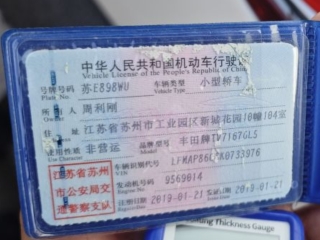 中华人民共和国机动车行驶证
Vehicle License of the People's Republic of China
号牌号码 苏E898WU 车辆类型 小型轿车
Plate No. Vehicle Type
所有人 周利刚
Owner
住址 江苏省苏州市工业园区新城花园10幢104室
使用性质 非营运 品牌型号 丰田牌TV7167GLS
Use Character Model
江苏省苏州市公安局交通警察支队
车辆识别代号 LFMAP86
VIN
发动机号码 9569014
Engine No.
注册日期 2019-01-21 发证日期 2019-01-21
Thickness Gauge